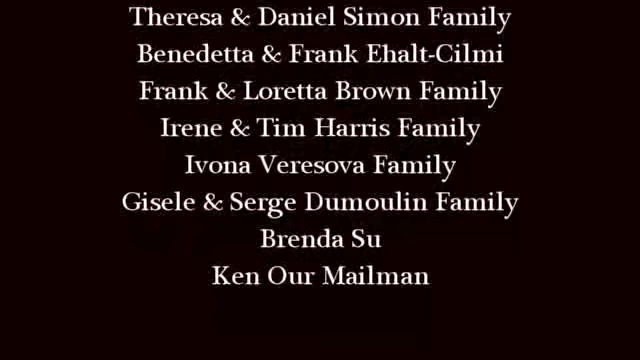 Theresa & Daniel Simon Family
Benedetta & Frank Ehalt-Cilmi
Frank & Loretta Brown Family
Irene & Tim Harris Family
Ivona Veresova Family
Gisele & Serge Dumoulin Family
Brenda Su
Ken Our Mailman